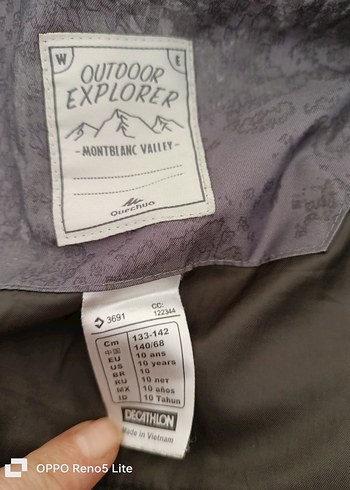 W E
OUTDOOR
EXPLORER
-MONTBLANC VALLEY-
Quechua
3691 CC: 122344
Cm 133-142
140/68
EU 10 ans
US 10 years
BR 10
RU 10 лет
MX 10 años
ID 10 Tahun
DECATHLON
Made in Vietnam
OPPO Reno5 Lite